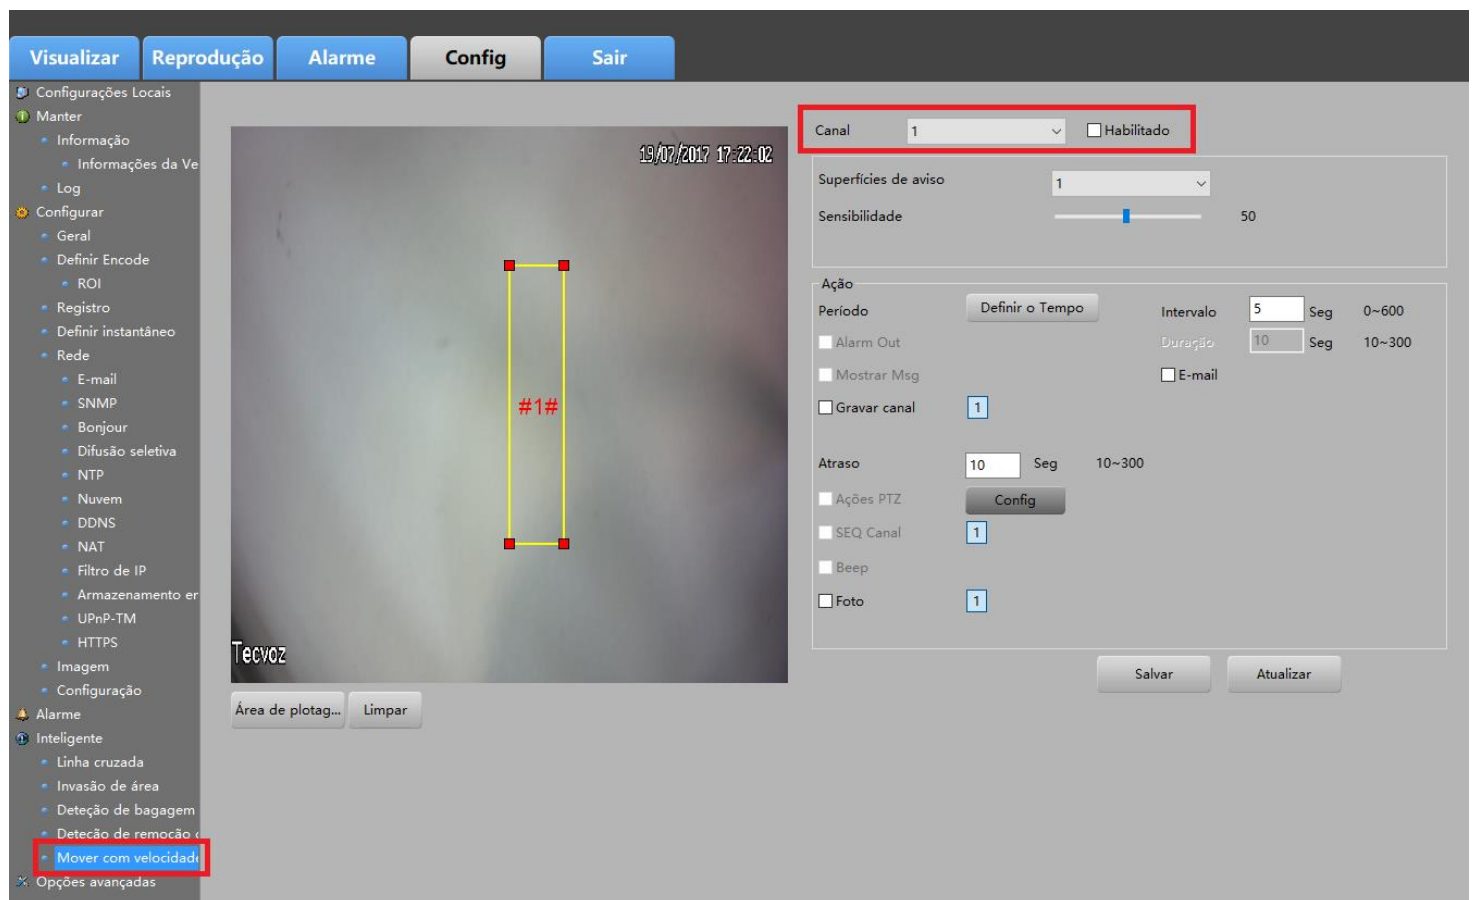 Visualizar Reprodução Alarme Config Sair
Configurações Locais
Manter
Informação
Informações da Ve
Log
Configurar
Geral
Definir Encode
ROI
Registro
Definir instantâneo
Rede
E-mail
SNMP
Bonjour
Difusão seletiva
NTP
Nuvem
DDNS
NAT
Filtro de IP
Armazenamento er
UPnP-TM
HTTPS
Imagem
Configuração
Alarme
Inteligente
Linha cruzada
Invasão de área
Deteção de bagagem
Deteção de remoção
Mover com velocidade
Opções avançadas
19/07/2017 17:22:02
#1#
Tecvoz
Área de plotag... Limpar
Canal 1 Habilitado
Superfícies de aviso 1
Sensibilidade 50
Ação
Período Definir o Tempo Intervalo 5 Seg 0~600
Alarm Out Duração 10 Seg 10~300
Mostrar Msg E-mail
Gravar canal 1
Atraso 10 Seg 10~300
Ações PTZ Config
SEQ Canal 1
Beep
Foto 1
Salvar Atualizar